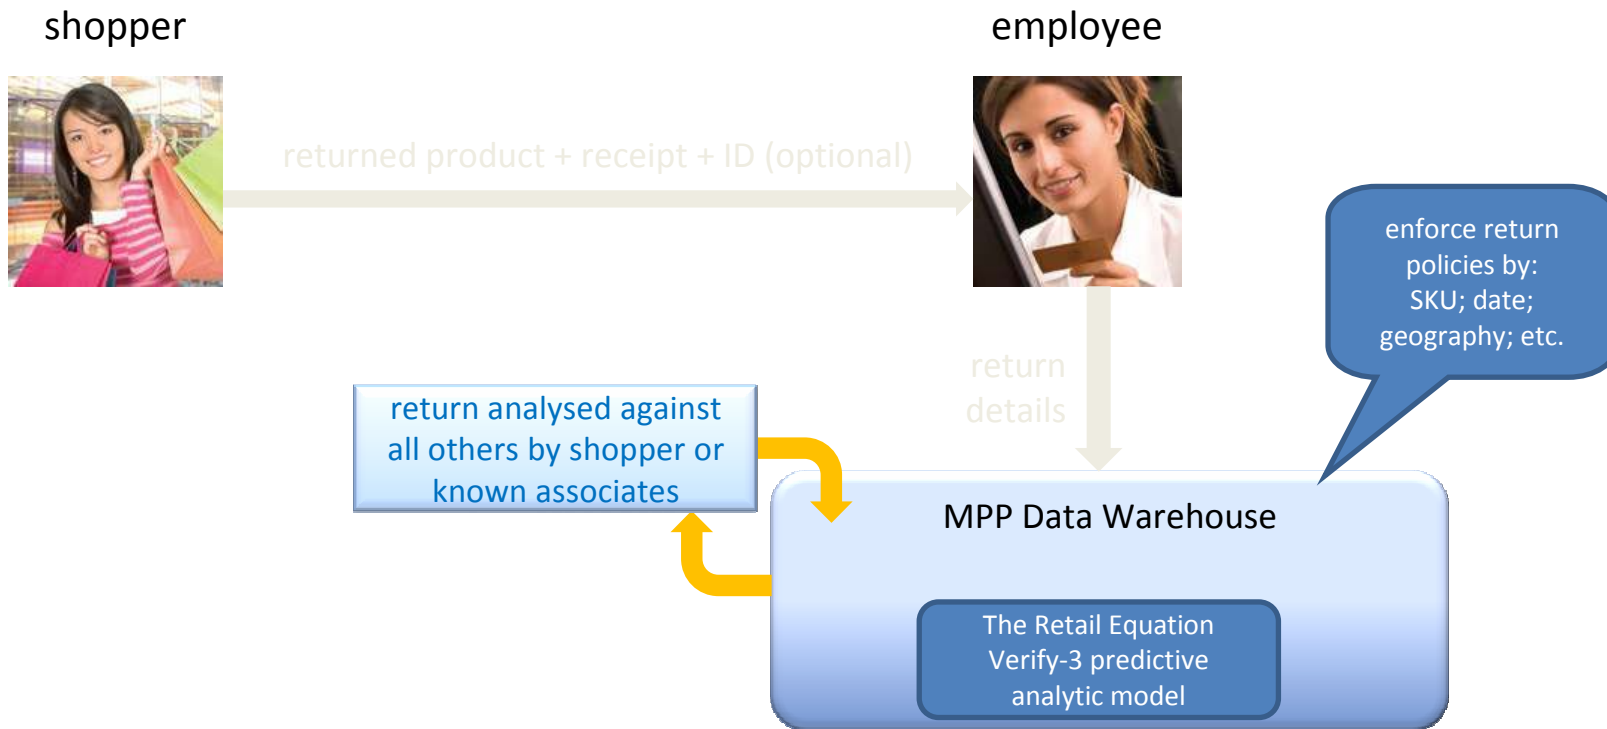 shopper
employee
returned product + receipt + ID (optional)
enforce return
policies by:
SKU; date;
geography; etc.
return
details
return analysed against
all others by shopper or
known associates
MPP Data Warehouse
The Retail Equation
Verify-3 predictive
analytic model